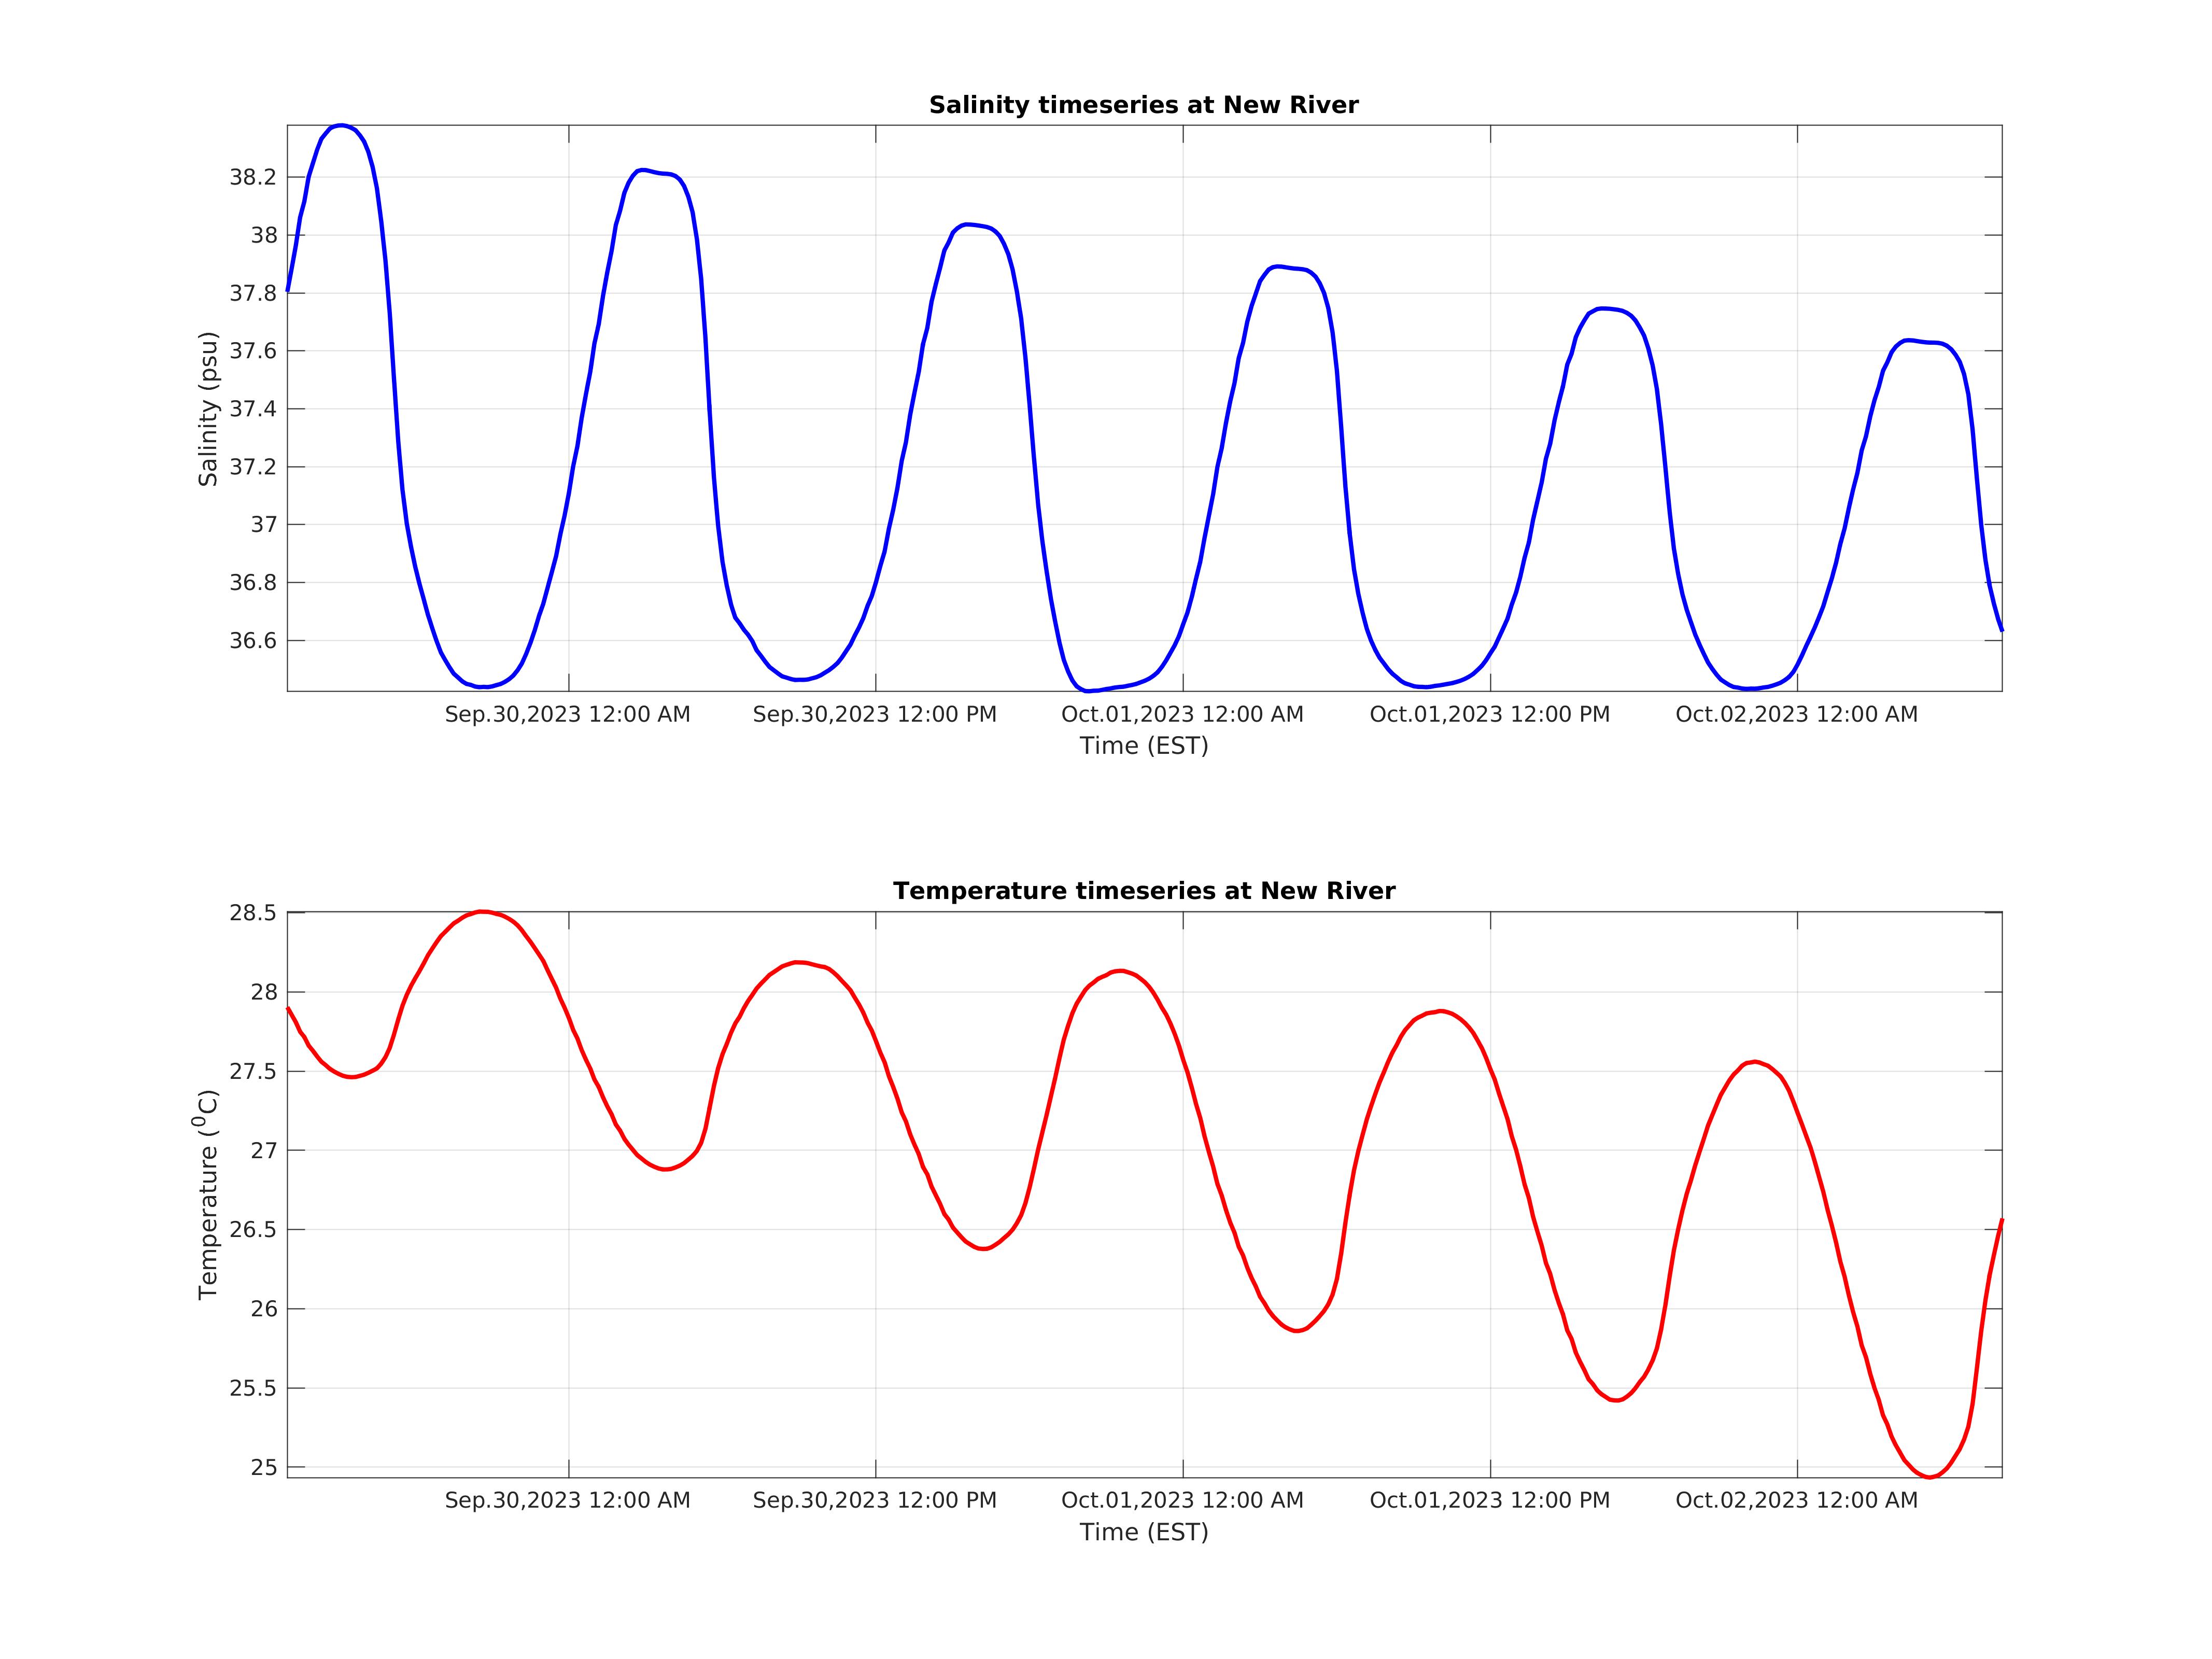 Salinity timeseries at New River
Salinity (psu)
38.2
38
37.8
37.6
37.4
37.2
37
36.8
36.6
Sep.30,2023 12:00 AM Sep.30,2023 12:00 PM Oct.01,2023 12:00 AM Oct.01,2023 12:00 PM Oct.02,2023 12:00 AM
Time (EST)
Temperature timeseries at New River
Temperature (⁰C)
28.5
28
27.5
27
26.5
26
25.5
25
Sep.30,2023 12:00 AM Sep.30,2023 12:00 PM Oct.01,2023 12:00 AM Oct.01,2023 12:00 PM Oct.02,2023 12:00 AM
Time (EST)